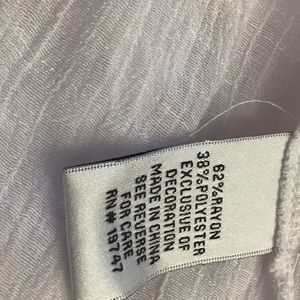 62%RAYON
38%POLYESTER
EXCLUSIVE OF
DECORATION
MADE IN CHINA
SEE REVERSE
FOR CARE
RN# 19747